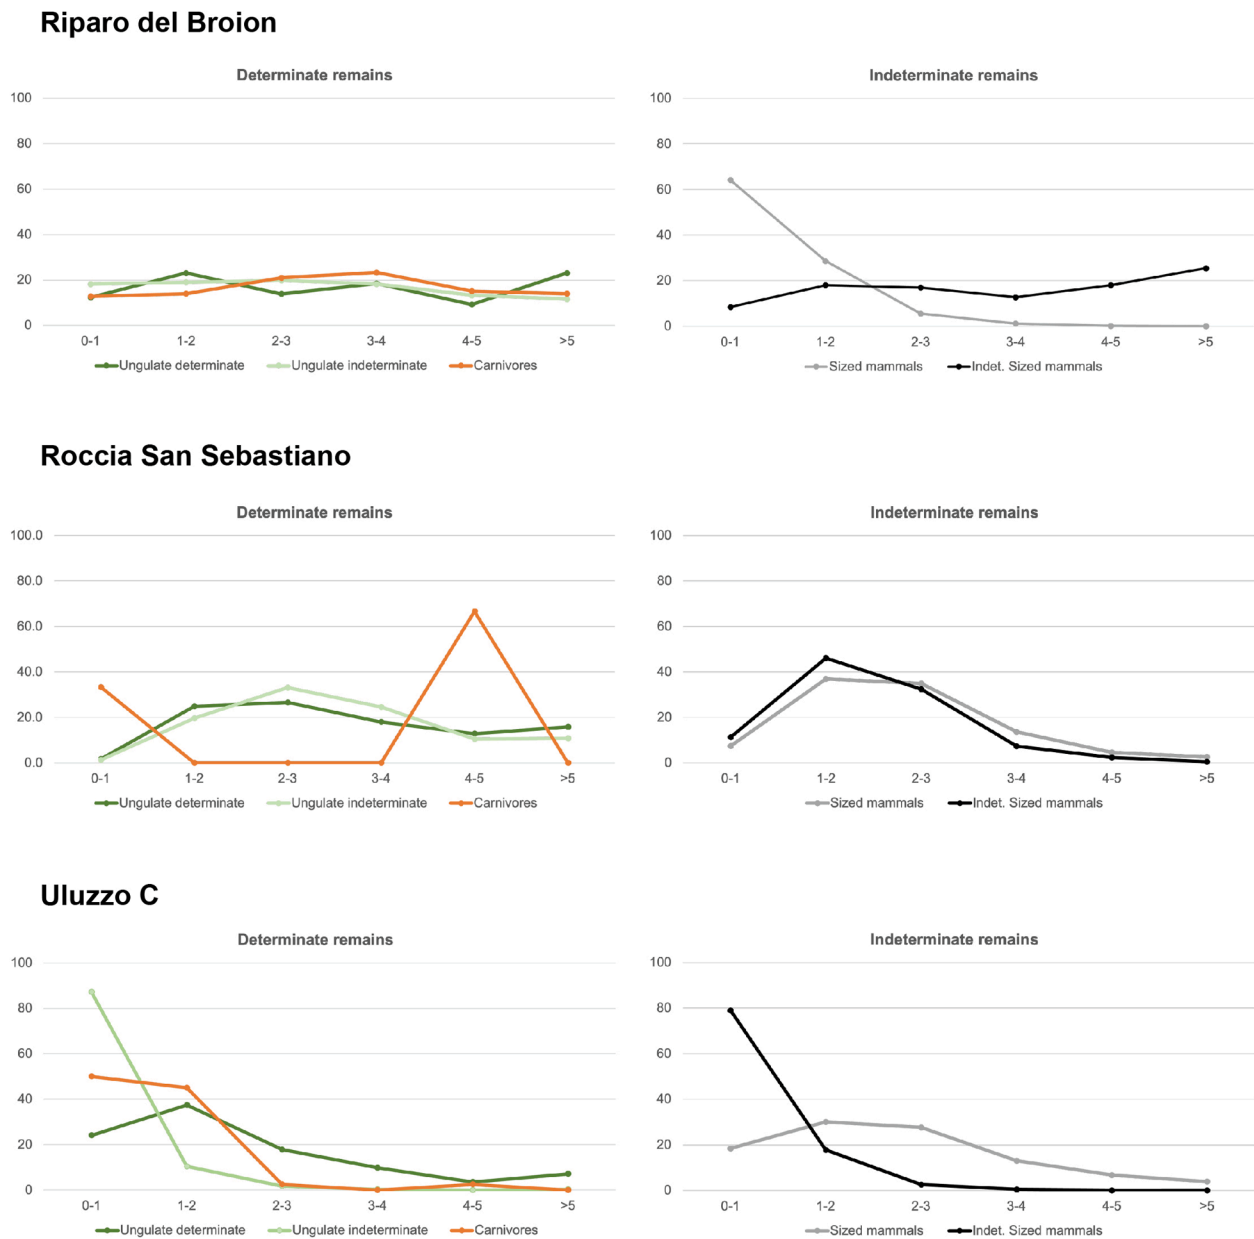 Riparo del Broion
Determinate remains
100
80
60
40
20
0
0-1 1-2 2-3 3-4 4-5 >5
Ungulate determinate Ungulate indeterminate Carnivores
Indeterminate remains
100
80
60
40
20
0
0-1 1-2 2-3 3-4 4-5 >5
Sized mammals Indet. Sized mammals
Roccia San Sebastiano
Determinate remains
100.0
80.0
60.0
40.0
20.0
0.0
0-1 1-2 2-3 3-4 4-5 >5
Ungulate determinate Ungulate indeterminate Carnivores
Indeterminate remains
100
80
60
40
20
0
0-1 1-2 2-3 3-4 4-5 >5
Sized mammals Indet. Sized mammals
Uluzzo C
Determinate remains
100
80
60
40
20
0
0-1 1-2 2-3 3-4 4-5 >5
Ungulate determinate Ungulate indeterminate Carnivores
Indeterminate remains
100
80
60
40
20
0
0-1 1-2 2-3 3-4 4-5 >5
Sized mammals Indet. Sized mammals